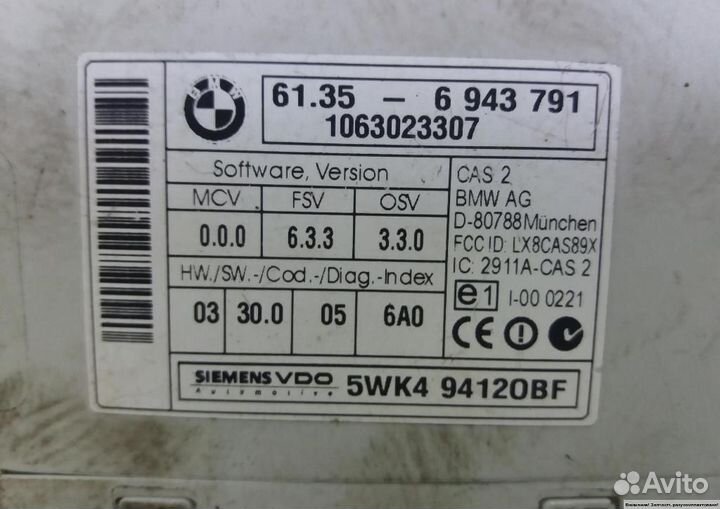 BMW
61.35 - 6 943 791
1063023307
Software, Version
MCV FSV OSV
0.0.0 6.3.3 3.3.0
HW./SW.-/Cod.-/Diag.-Index
03 30.0 05 6A0
CAS 2
BMW AG
D-80788 München
FCC ID: LX8CAS89X
IC: 2911A-CAS 2
e1 I-00 0221
CE
SIEMENS VDO
Automotive
5WK4 94120BF
Avito